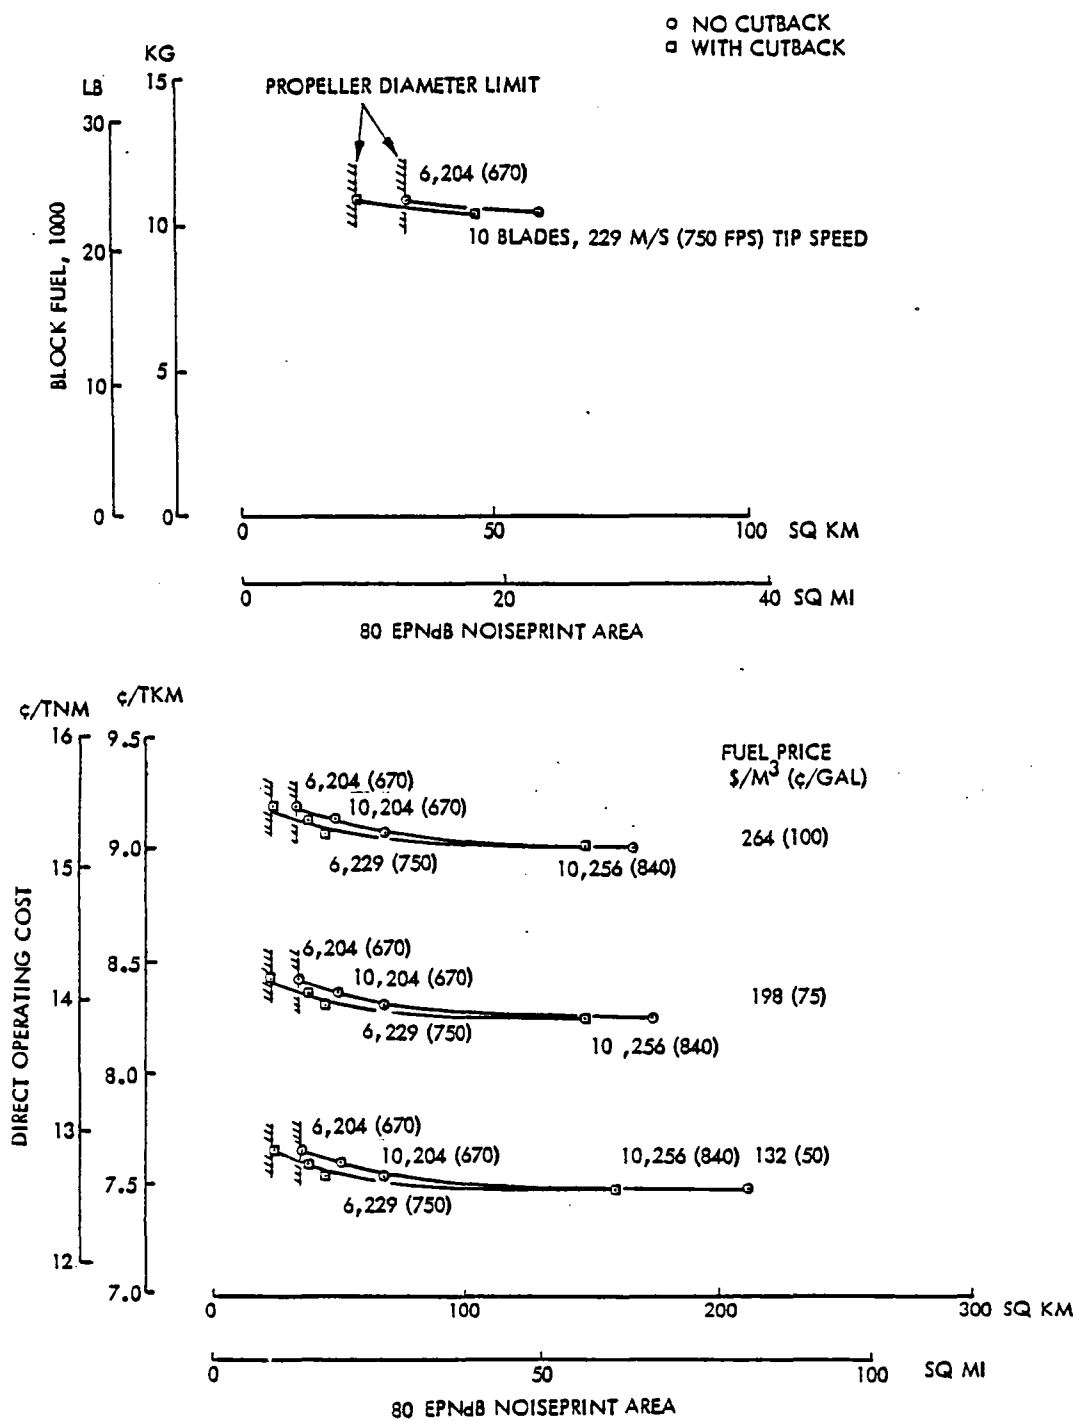 NO CUTBACK
WITH CUTBACK
KG
LB
15
PROPELLER DIAMETER LIMIT
30
6,204 (670)
10
10 BLADES, 229 M/S (750 FPS) TIP SPEED
20
BLOCK FUEL, 1000
5
10
0
0
0
50
100
SQ KM
0
20
40
SQ MI
80 EPNdB NOISEPRINT AREA
¢/TNM
¢/TKM
16
9.5
FUEL PRICE
$/M³ (¢/GAL)
6,204 (670)
10,204 (670)
264 (100)
9.0
6,229 (750)
10,256 (840)
15
DIRECT OPERATING COST
8.5
6,204 (670)
10,204 (670)
198 (75)
14
6,229 (750)
10 ,256 (840)
8.0
13
6,204 (670)
10,204 (670)
10,256 (840)
132 (50)
7.5
6,229 (750)
12
7.0
0
100
200
300
SQ KM
0
50
100
SQ MI
80 EPNdB NOISEPRINT AREA